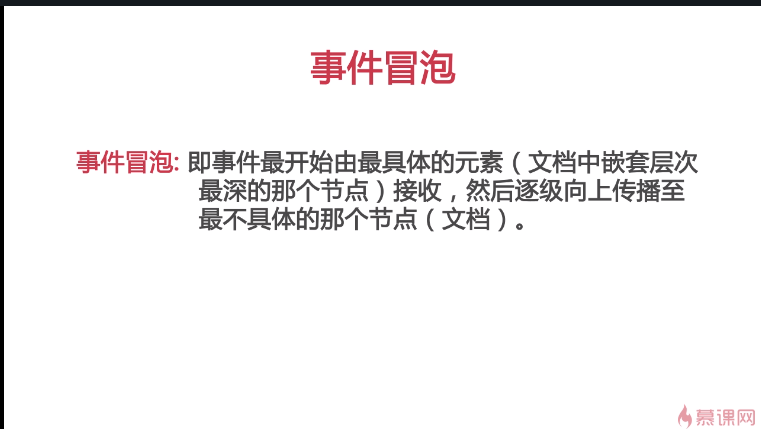 事件冒泡
事件冒泡: 即事件最开始由最具体的元素（文档中嵌套层次
最深的那个节点）接收，然后逐级向上传播至
最不具体的那个节点（文档）。
慕课网